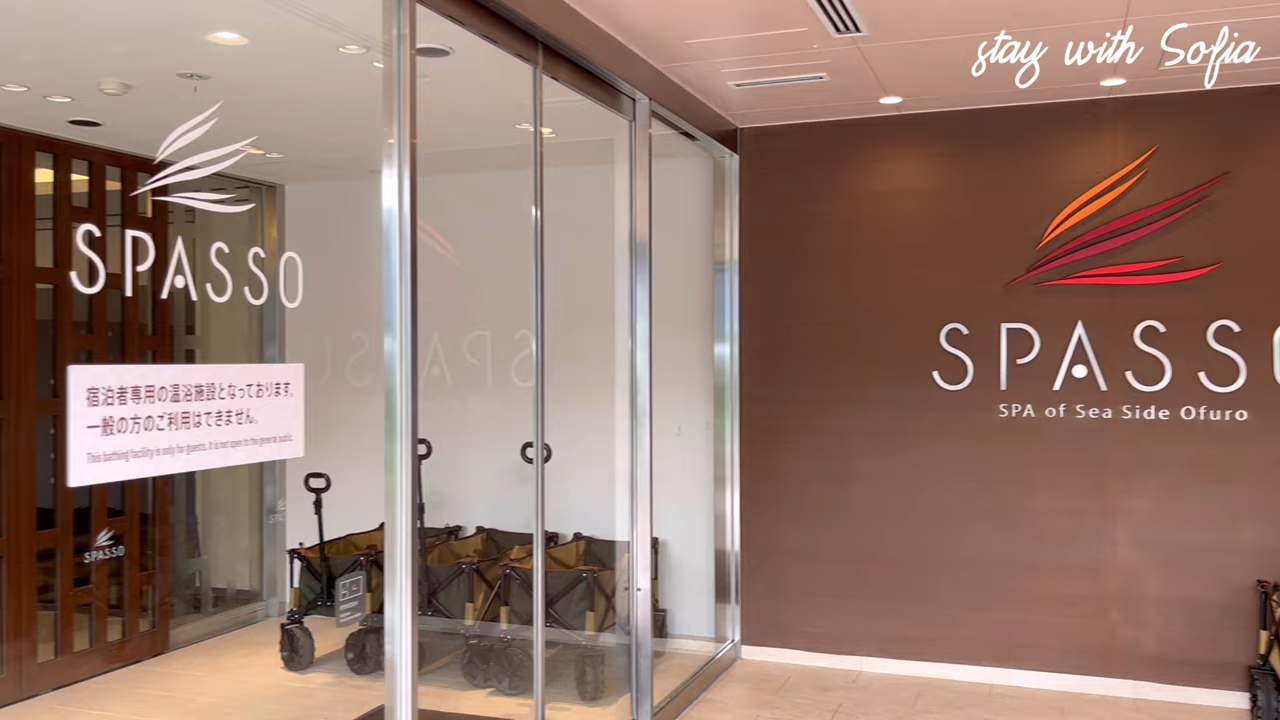 stay with Sofia
SPASSO
宿泊者専用の温浴施設となっております。
一般の方のご利用はできません。
This bathing facility is only for guests. It is not open to the general public.
SPASSO
SPASSO
SPA of Sea Side Ofuro